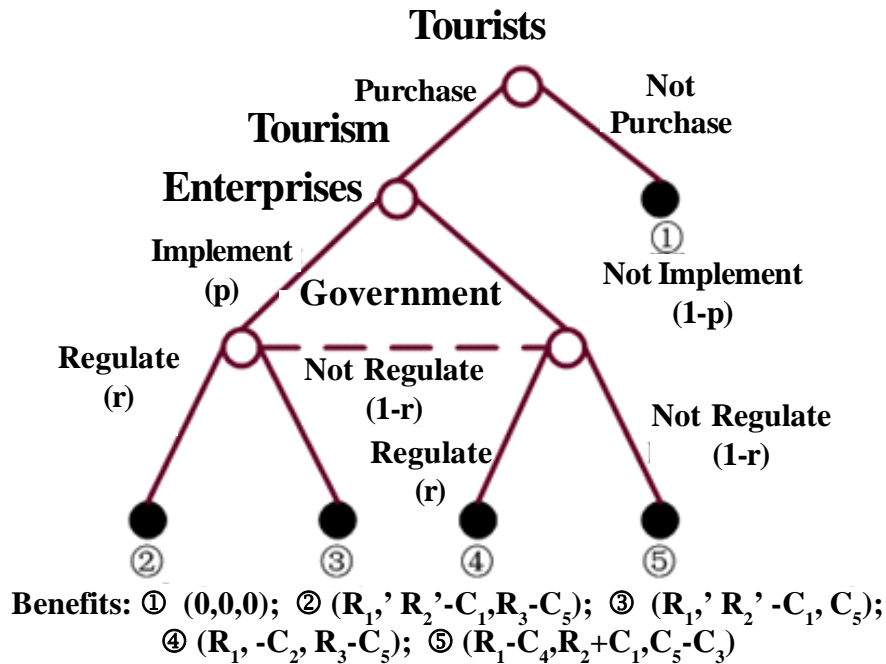 Tourists
Purchase
Not
Purchase
Tourism
Enterprises
①
Implement
(p)
Not Implement
(1-p)
Government
Regulate
(r)
Not Regulate
(1-r)
Regulate
(r)
Not Regulate
(1-r)
② ③ ④ ⑤
Benefits: ① (0,0,0); ② (R₁,’ R₂’-C₁,R₃-C₅); ③ (R₁,’ R₂’ -C₁, C₅);
④ (R₁, -C₂, R₃-C₅); ⑤ (R₁-C₄,R₂+C₁,C₅-C₃)